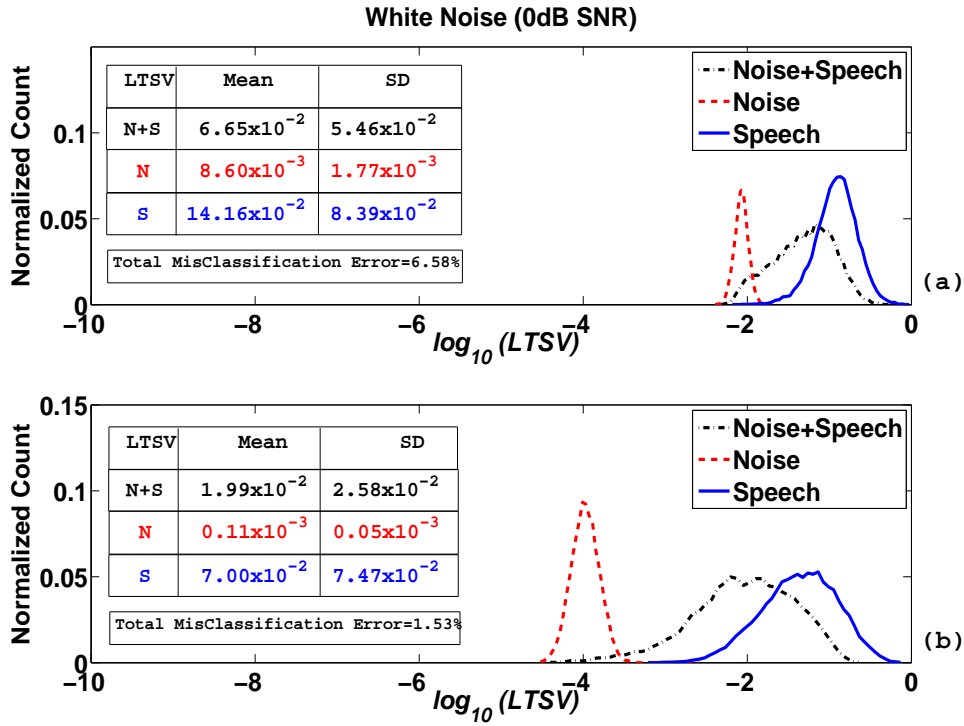 White Noise (0dB SNR)
Normalized Count
0.1
0.05
0
LTSV Mean SD
N+S 6.65x10^-2 5.46x10^-2
N 8.60x10^-3 1.77x10^-3
S 14.16x10^-2 8.39x10^-2
Total MisClassification Error=6.58%
Noise+Speech
Noise
Speech
(a)
−10 −8 −6 −4 −2 0
log10 (LTSV)
Normalized Count
0.15
0.1
0.05
0
LTSV Mean SD
N+S 1.99x10^-2 2.58x10^-2
N 0.11x10^-3 0.05x10^-3
S 7.00x10^-2 7.47x10^-2
Total MisClassification Error=1.53%
Noise+Speech
Noise
Speech
(b)
−10 −8 −6 −4 −2 0
log10 (LTSV)